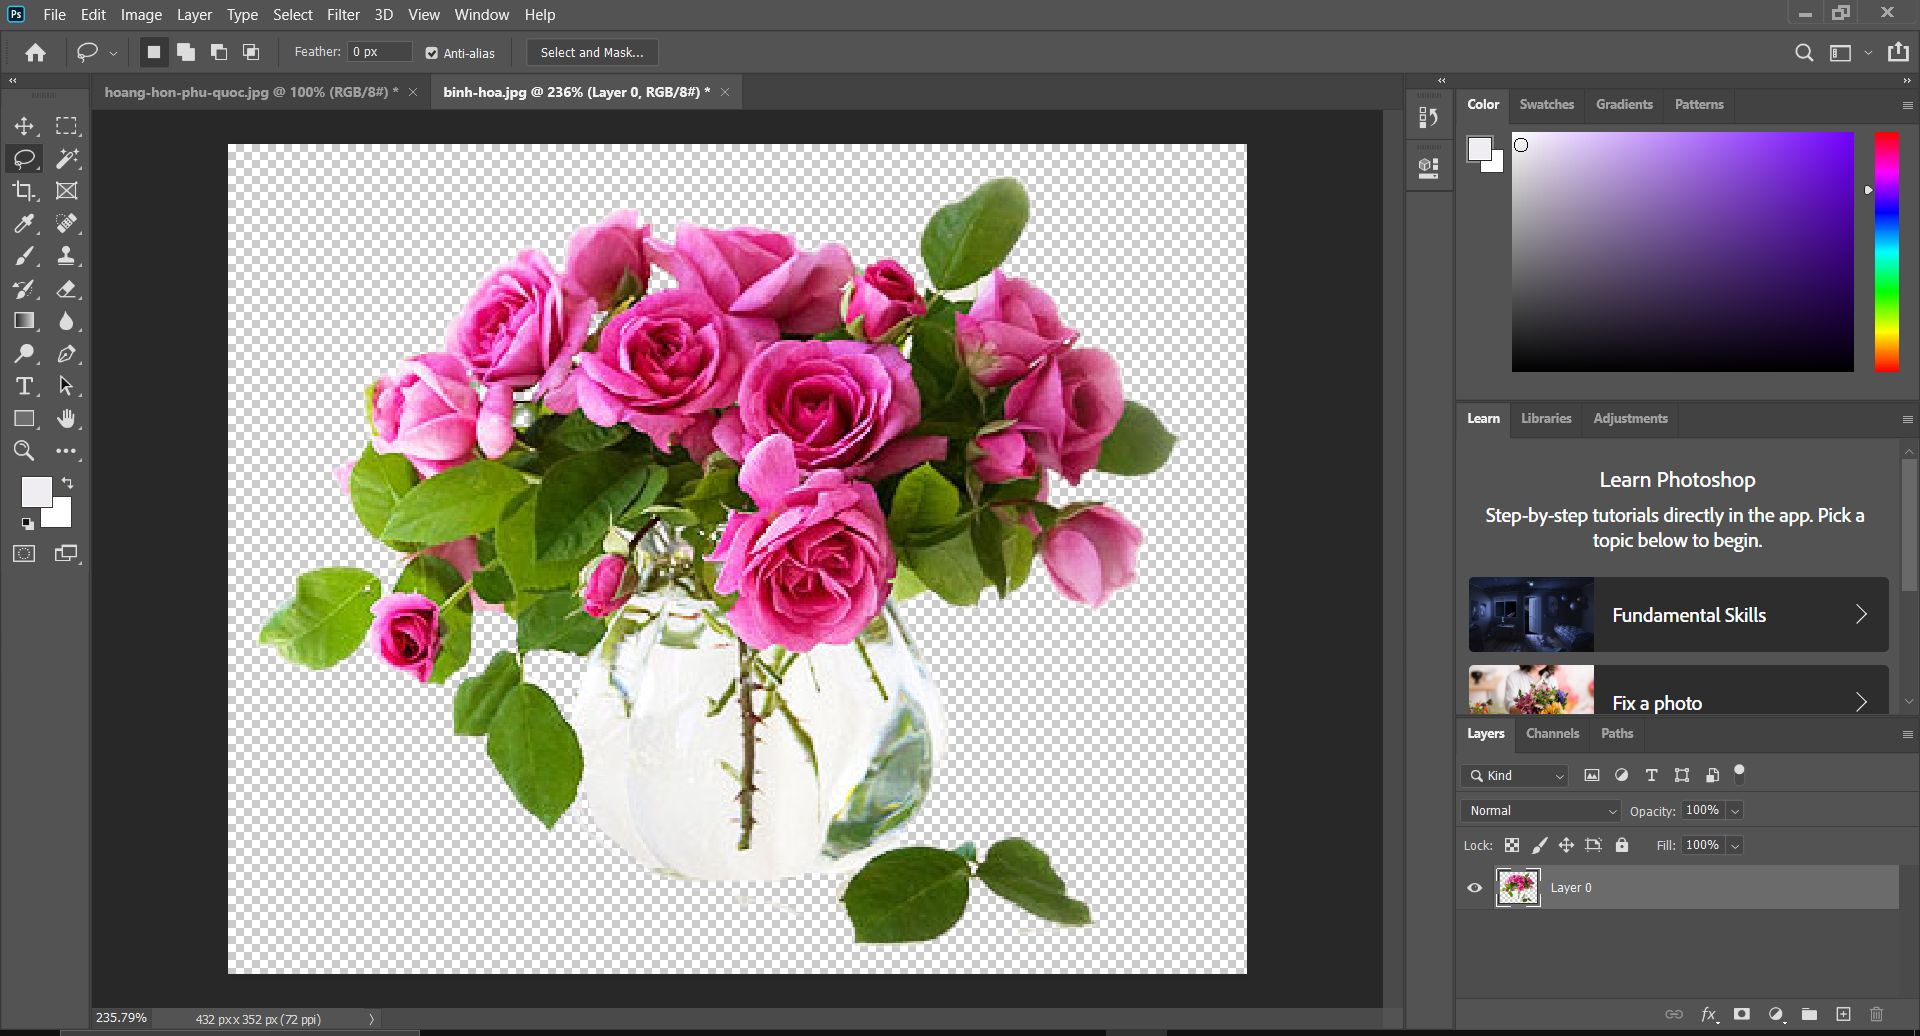 Ps File Edit Image Layer Type Select Filter 3D View Window Help
Feather: 0 px Anti-alias Select and Mask...
hoang-hon-phu-quoc.jpg @ 100% (RGB/8#) *
binh-hoa.jpg @ 236% (Layer 0, RGB/8#) *
Color Swatches Gradients Patterns
Learn Libraries Adjustments
Learn Photoshop
Step-by-step tutorials directly in the app. Pick a
topic below to begin.
Fundamental Skills
Fix a photo
Layers Channels Paths
Kind
Normal Opacity: 100%
Lock: Fill: 100%
Layer 0
235.79% 432 px x 352 px (72 ppi)